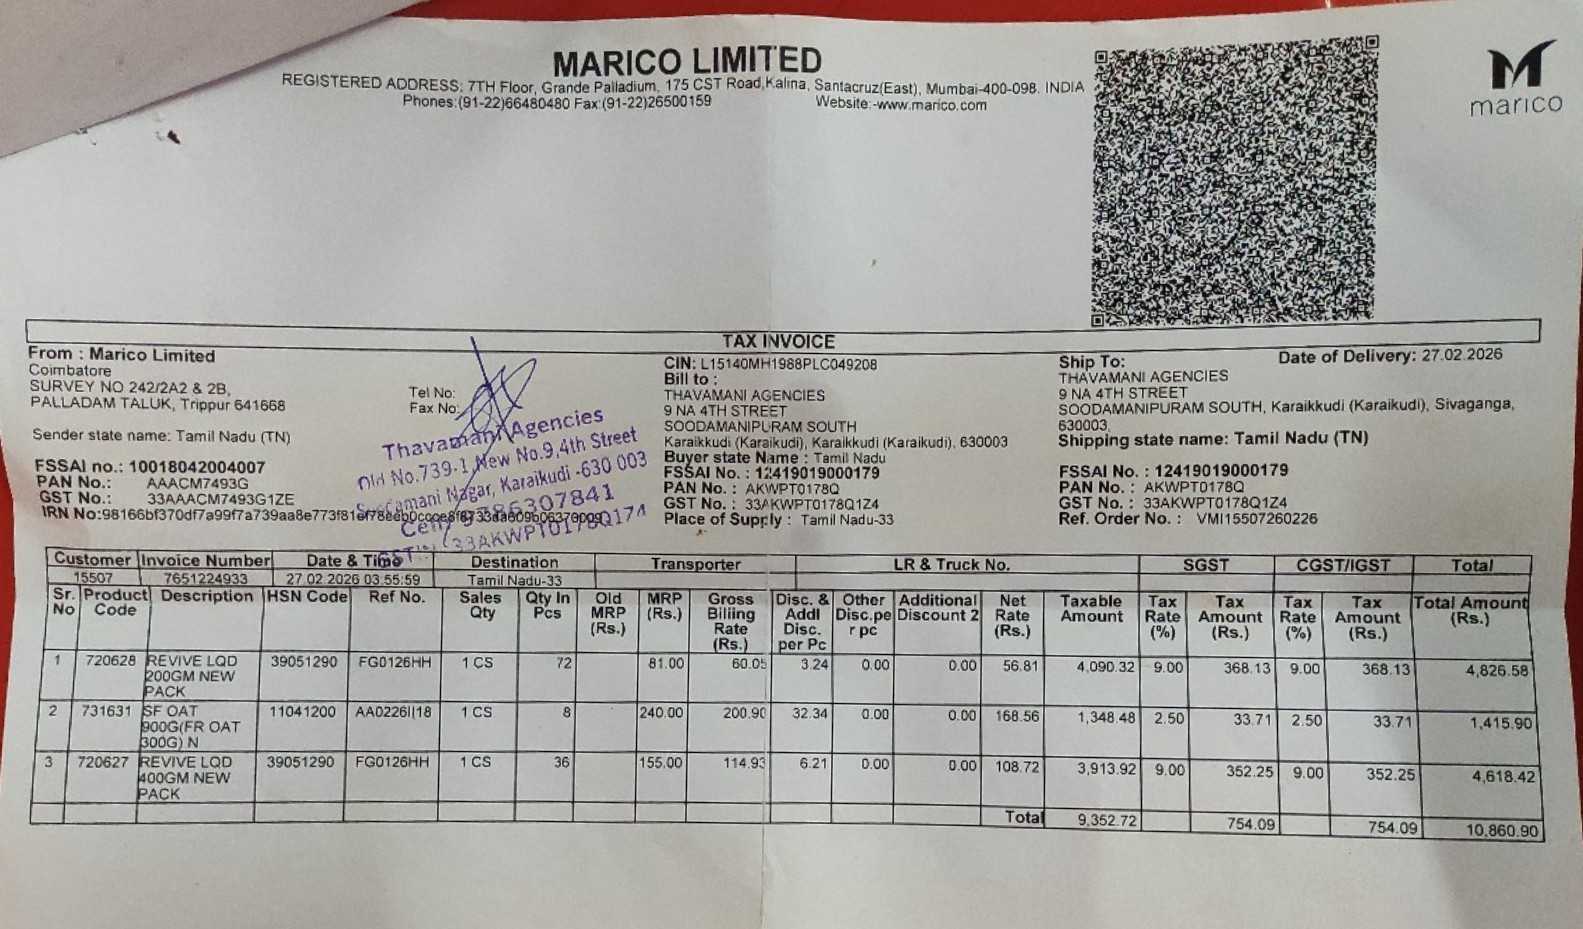 MARICO LIMITED
REGISTERED ADDRESS: 7TH Floor, Grande Palladium, 175 CST Road,Kalina, Santacruz(East), Mumbai-400-098. INDIA
Phones:(91-22)66480480 Fax:(91-22)26500159 Website:-www.marico.com
marico
TAX INVOICE
From : Marico Limited
Coimbatore
SURVEY NO 242/2A2 & 2B,
PALLADAM TALUK, Trippur 641668
Sender state name: Tamil Nadu (TN)
FSSAI no.: 10018042004007
PAN No.: AAACM7493G
GST No.: 33AAACM7493G1ZE
IRN No:
Tel No:
Fax No:
Thavamani Agencies
Old No.739-1, New No.9,4th Street
Soodamani Nagar, Karaikudi -630 003
Cell:
GSTIN: 33AKWPT0178Q1Z4
CIN: L15140MH1988PLC049208
Bill to :
THAVAMANI AGENCIES
9 NA 4TH STREET
SOODAMANIPURAM SOUTH
Karaikkudi (Karaikudi), Karaikkudi (Karaikudi), 630003
Buyer state Name : Tamil Nadu
FSSAI No. : 12419019000179
PAN No. : AKWPT0178Q
GST No. : 33AKWPT0178Q1Z4
Place of Supply : Tamil Nadu-33
Ship To: Date of Delivery: 27.02.2026
THAVAMANI AGENCIES
9 NA 4TH STREET
SOODAMANIPURAM SOUTH, Karaikkudi (Karaikudi), Sivaganga,
630003,
Shipping state name: Tamil Nadu (TN)
FSSAI No. : 12419019000179
PAN No. : AKWPT0178Q
GST No. : 33AKWPT0178Q1Z4
Ref. Order No. : VMI15507260226
Customer Invoice Number Date & Time Destination Transporter LR & Truck No. SGST CGST/IGST Total
15507 7651224933 27.02.2026 03:55:59 Tamil Nadu-33
Sr. Product Description HSN Code Ref No. Sales Qty In Old MRP Gross Disc. & Other Additional Net Taxable Tax Tax Tax Tax Total Amount
No Code Qty Pcs MRP (Rs.) Billing Addl Disc.pe Discount 2 Rate Amount Rate Amount Rate Amount (Rs.)
(Rs.) Rate Disc. r pc (Rs.) (%) (Rs.) (%) (Rs.)
(Rs.) per Pc
1 720628 REVIVE LQD 39051290 FG0126HH 1 CS 72 81.00 60.05 3.24 0.00 0.00 56.81 4,090.32 9.00 368.13 9.00 368.13 4,826.58
200GM NEW
PACK
2 731631 SF OAT 11041200 AA0226II18 1 CS 8 240.00 200.90 32.34 0.00 0.00 168.56 1,348.48 2.50 33.71 2.50 33.71 1,415.90
900G(FR OAT
300G) N
3 720627 REVIVE LQD 39051290 FG0126HH 1 CS 36 155.00 114.93 6.21 0.00 0.00 108.72 3,913.92 9.00 352.25 9.00 352.25 4,618.42
400GM NEW
PACK
Total 9,352.72 754.09 754.09 10,860.90